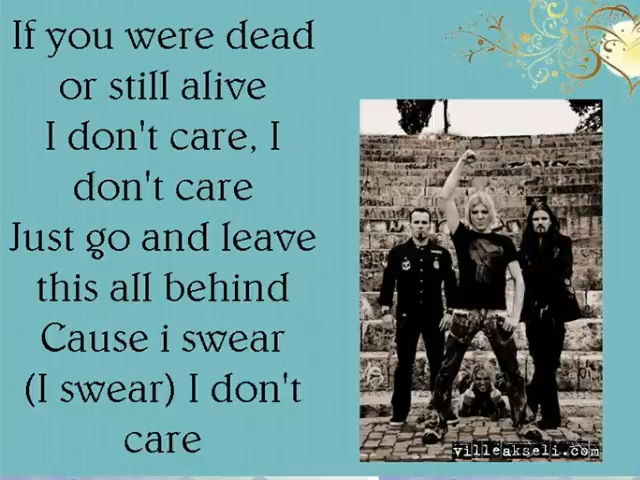 If you were dead
or still alive
I don't care, I
don't care
Just go and leave
this all behind
Cause i swear
(I swear) I don't
care
villeakseli.com